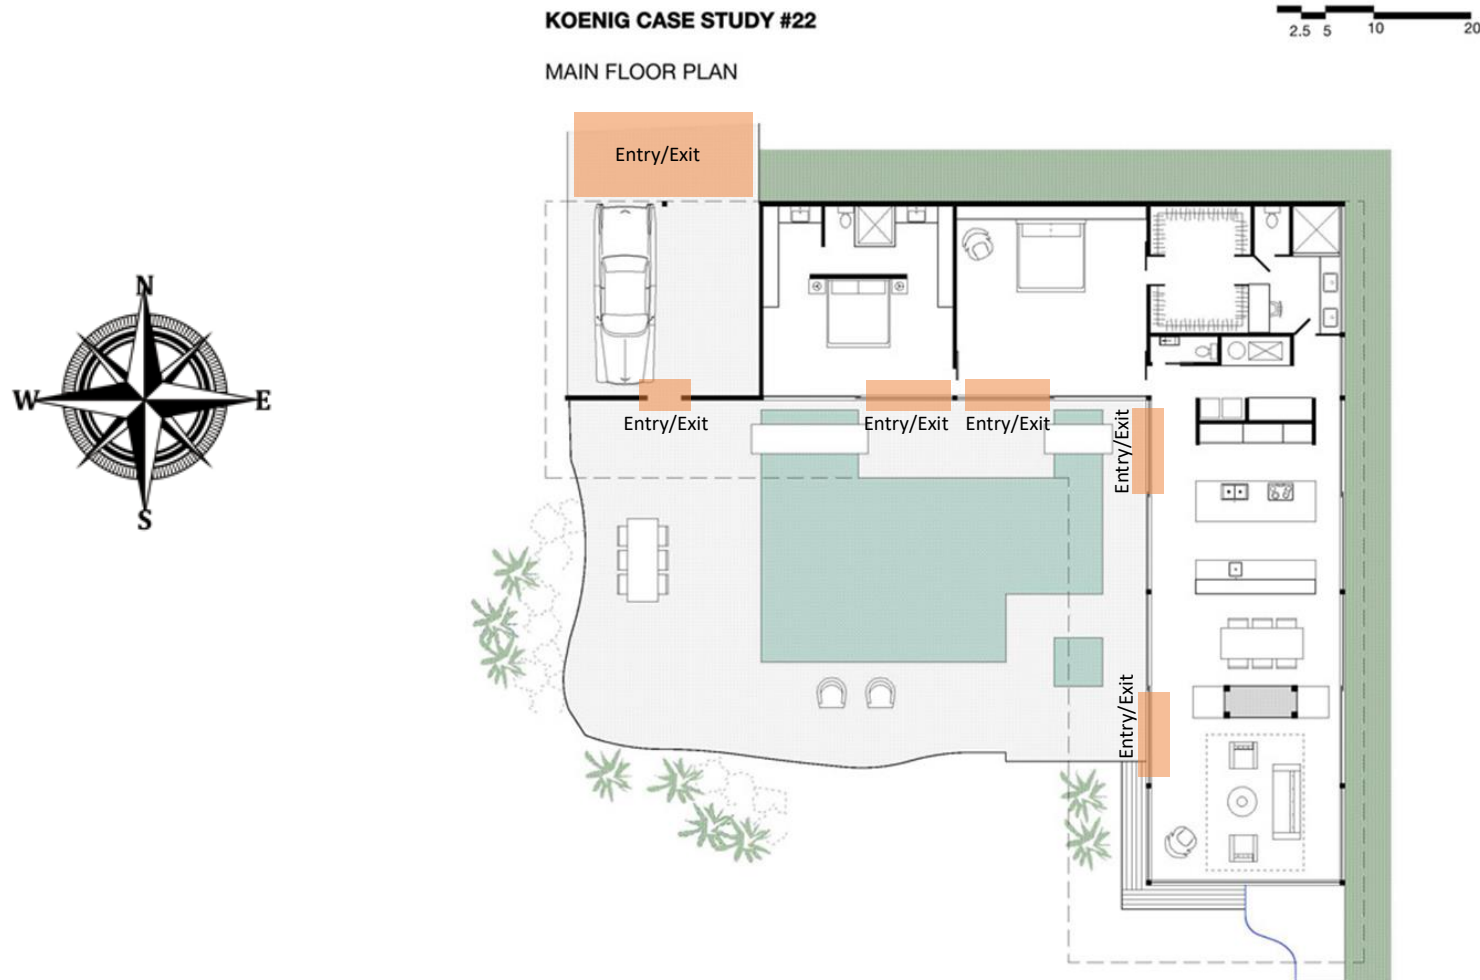 KOENIG CASE STUDY #22
2.5 5 10 20
MAIN FLOOR PLAN
Entry/Exit
N
W E
S
Entry/Exit
Entry/Exit
Entry/Exit
Entry/Exit
Entry/Exit